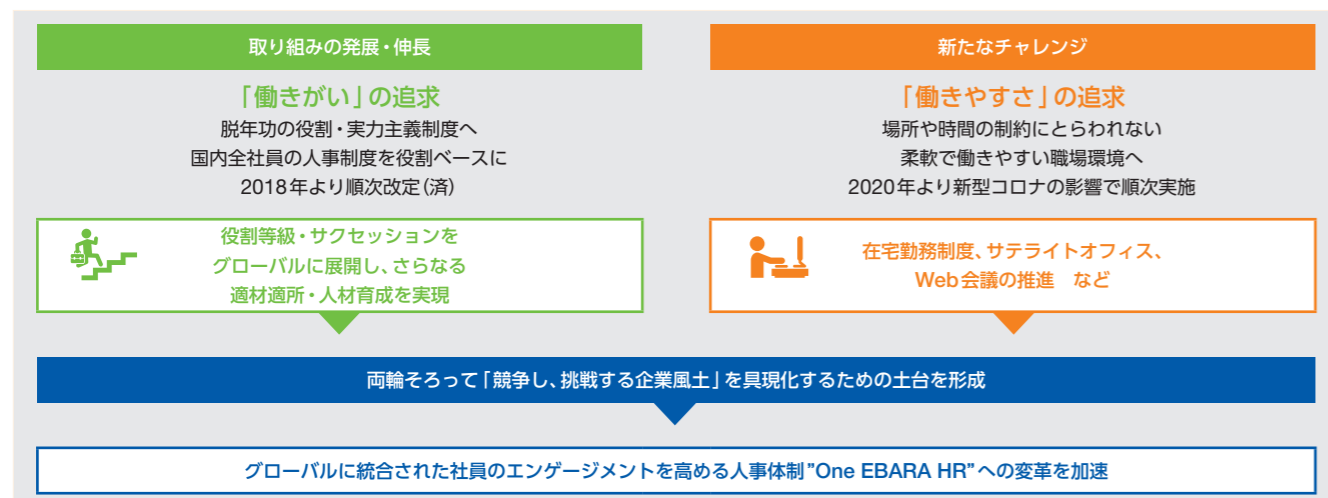 取り組みの発展・伸長
「働きがい」の追求
脱年功の役割・実力主義制度へ
国内全社員の人事制度を役割ベースに
2018年より順次改定（済）
役割等級・サクセッションを
グローバルに展開し、さらなる
適材適所・人材育成を実現
新たなチャレンジ
「働きやすさ」の追求
場所や時間の制約にとらわれない
柔軟で働きやすい職場環境へ
2020年より新型コロナの影響で順次実施
在宅勤務制度、サテライトオフィス、
Web会議の推進　など
両輪そろって「競争し、挑戦する企業風土」を具現化するための土台を形成
グローバルに統合された社員のエンゲージメントを高める人事体制”One EBARA HR”への変革を加速